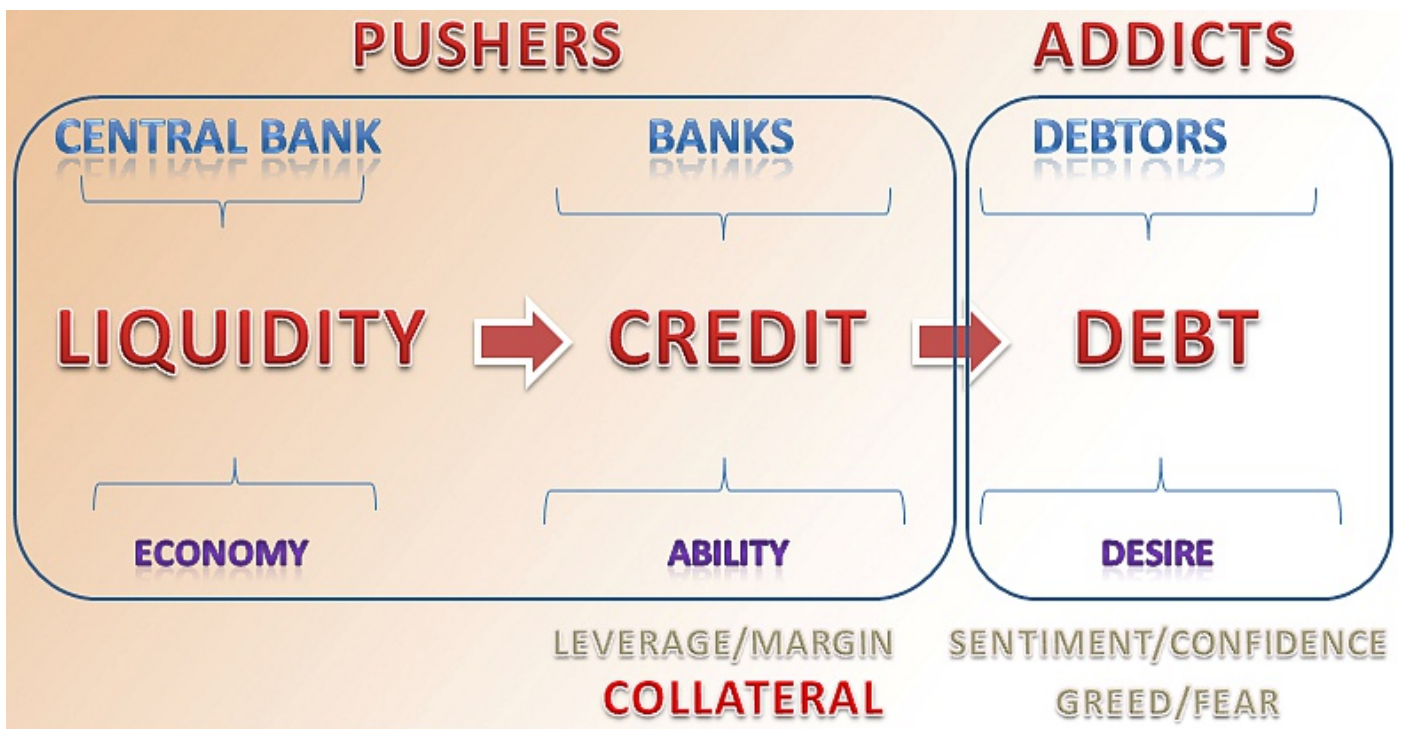 PUSHERS ADDICTS
CENTRAL BANK BANKS DEBTORS
LIQUIDITY CREDIT DEBT
ECONOMY ABILITY DESIRE
LEVERAGE/MARGIN SENTIMENT/CONFIDENCE
COLLATERAL GREED/FEAR